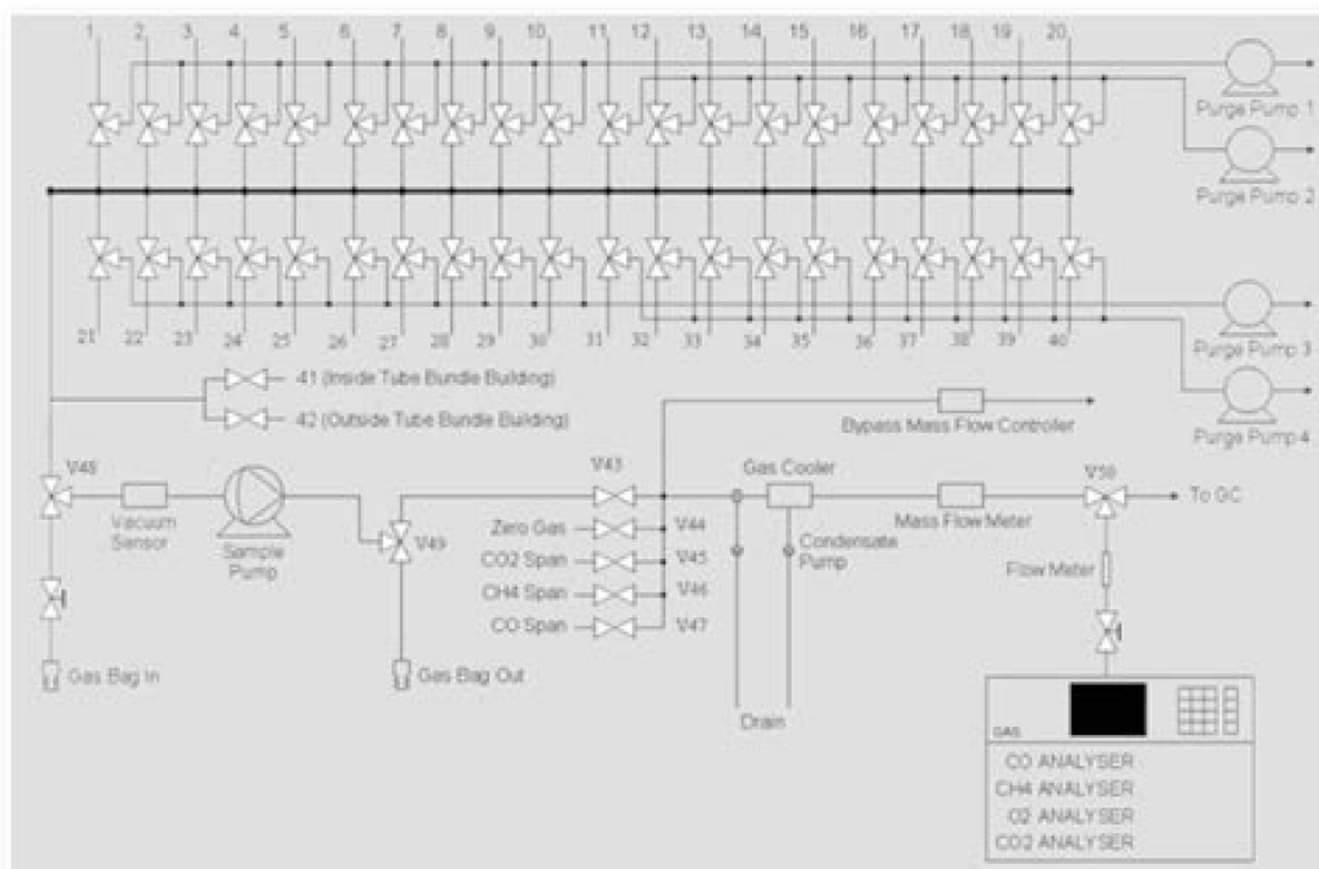 1 2 3 4 5 6 7 8 9 10 11 12 13 14 15 16 17 18 19 20
Purge Pump 1
Purge Pump 2
21 22 23 24 25 26 27 28 29 30 31 32 33 34 35 36 37 38 39 40
Purge Pump 3
Purge Pump 4
41 (Inside Tube Bundle Building)
42 (Outside Tube Bundle Building)
Bypass Mass Flow Controller
V48
V43
Gas Cooler
V50
To GC
Vacuum
Sensor
Sample
Pump
V49
Zero Gas
V44
Mass Flow Meter
CO2 Span
V45
Condensate
Pump
Flow Meter
CH4 Span
V46
CO Span
V47
Gas Bag In
Gas Bag Out
Drain
GAS
CO ANALYSER
CH4 ANALYSER
O2 ANALYSER
CO2 ANALYSER